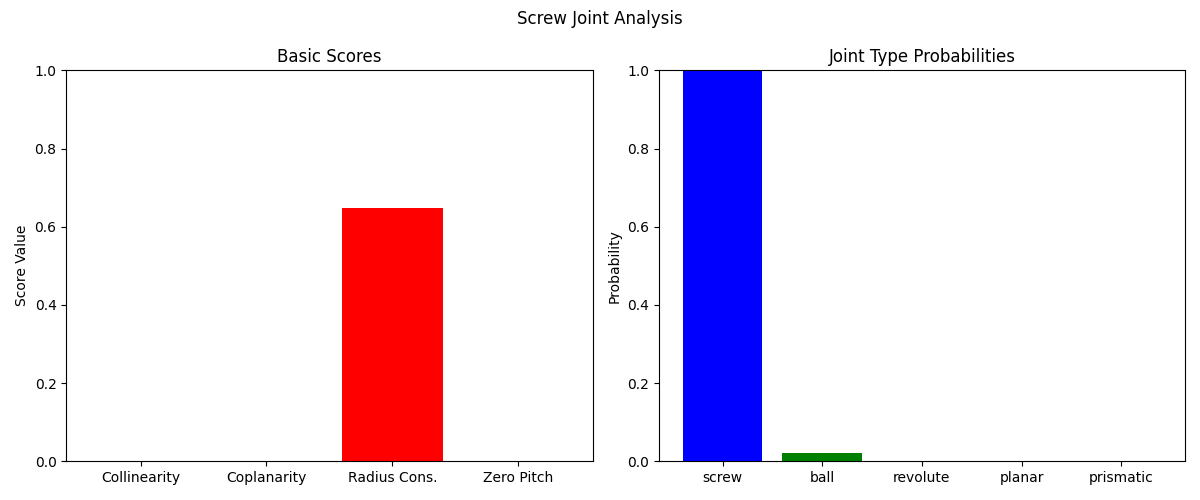 Screw Joint Analysis
Basic Scores
Score Value
1.0
0.8
0.6
0.4
0.2
0.0
Collinearity Coplanarity Radius Cons. Zero Pitch
Joint Type Probabilities
Probability
1.0
0.8
0.6
0.4
0.2
0.0
screw ball revolute planar prismatic